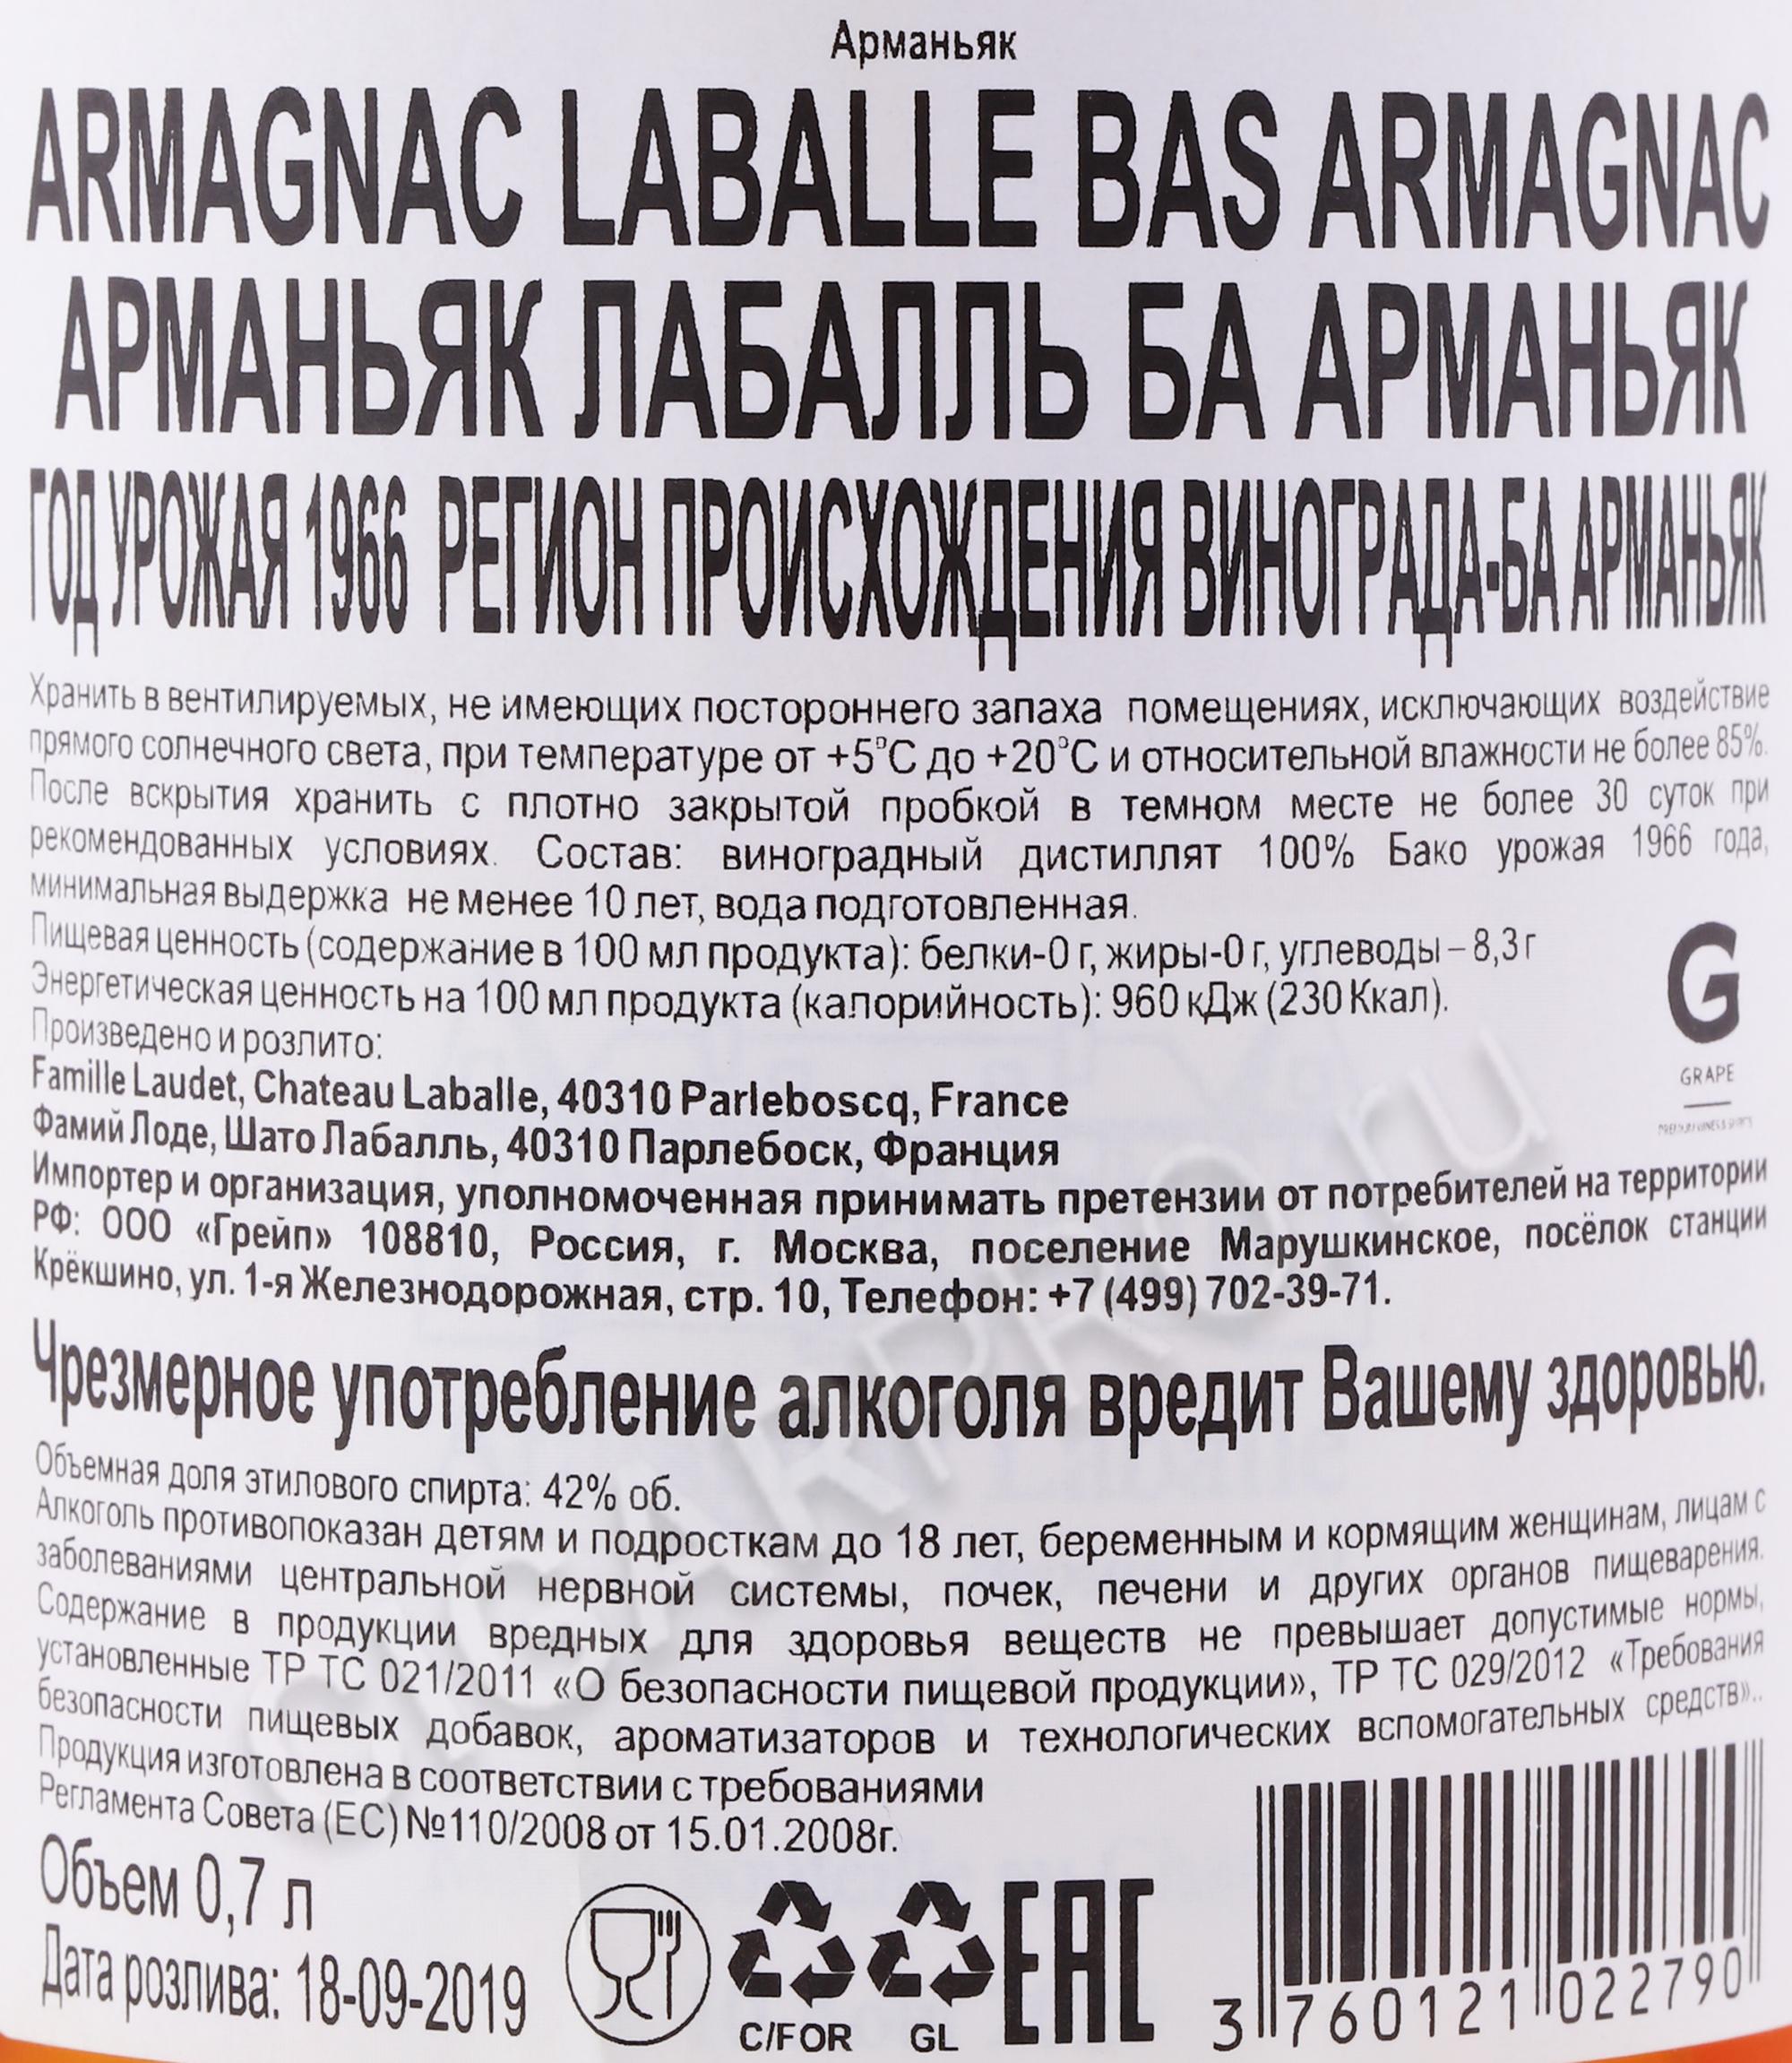 Арманьяк
ARMAGNAC LABALLE BAS ARMAGNAC
АРМАНЬЯК ЛАБАЛЛЬ БА АРМАНЬЯК
ГОД УРОЖАЯ 1966 РЕГИОН ПРОИСХОЖДЕНИЯ ВИНОГРАДА-БА АРМАНЬЯК
Хранить в вентилируемых, не имеющих постороннего запаха помещениях, исключающих воздействие
прямого солнечного света, при температуре от +5°С до +20°С и относительной влажности не более 85%.
После вскрытия хранить с плотно закрытой пробкой в темном месте не более 30 суток при
рекомендованных условиях. Состав: виноградный дистиллят 100% Бако урожая 1966 года,
минимальная выдержка не менее 10 лет, вода подготовленная.
Пищевая ценность (содержание в 100 мл продукта): белки-0 г, жиры-0 г, углеводы – 8,3 г
Энергетическая ценность на 100 мл продукта (калорийность): 960 кДж (230 Ккал).
Произведено и розлито:
Famille Laudet, Chateau Laballe, 40310 Parleboscq, France
Фамий Лоде, Шато Лабалль, 40310 Парлебоск, Франция
Импортер и организация, уполномоченная принимать претензии от потребителей на территории
РФ: ООО «Грейп» 108810, Россия, г. Москва, поселение Марушкинское, посёлок станции
Крёкшино, ул. 1-я Железнодорожная, стр. 10, Телефон: +7 (499) 702-39-71.
G
GRAPE
Чрезмерное употребление алкоголя вредит Вашему здоровью.
Объемная доля этилового спирта: 42% об.
Алкоголь противопоказан детям и подросткам до 18 лет, беременным и кормящим женщинам, лицам с
заболеваниями центральной нервной системы, почек, печени и других органов пищеварения.
Содержание в продукции вредных для здоровья веществ не превышает допустимые нормы,
установленные ТР ТС 021/2011 «О безопасности пищевой продукции», ТР ТС 029/2012 «Требования
безопасности пищевых добавок, ароматизаторов и технологических вспомогательных средств»..
Продукция изготовлена в соответствии с требованиями
Регламента Совета (ЕС) №110/2008 от 15.01.2008г.
Объем 0,7 л
Дата розлива: 18-09-2019
C/FOR GL
EAC
3 760121 022790
CIGARPRO.ru